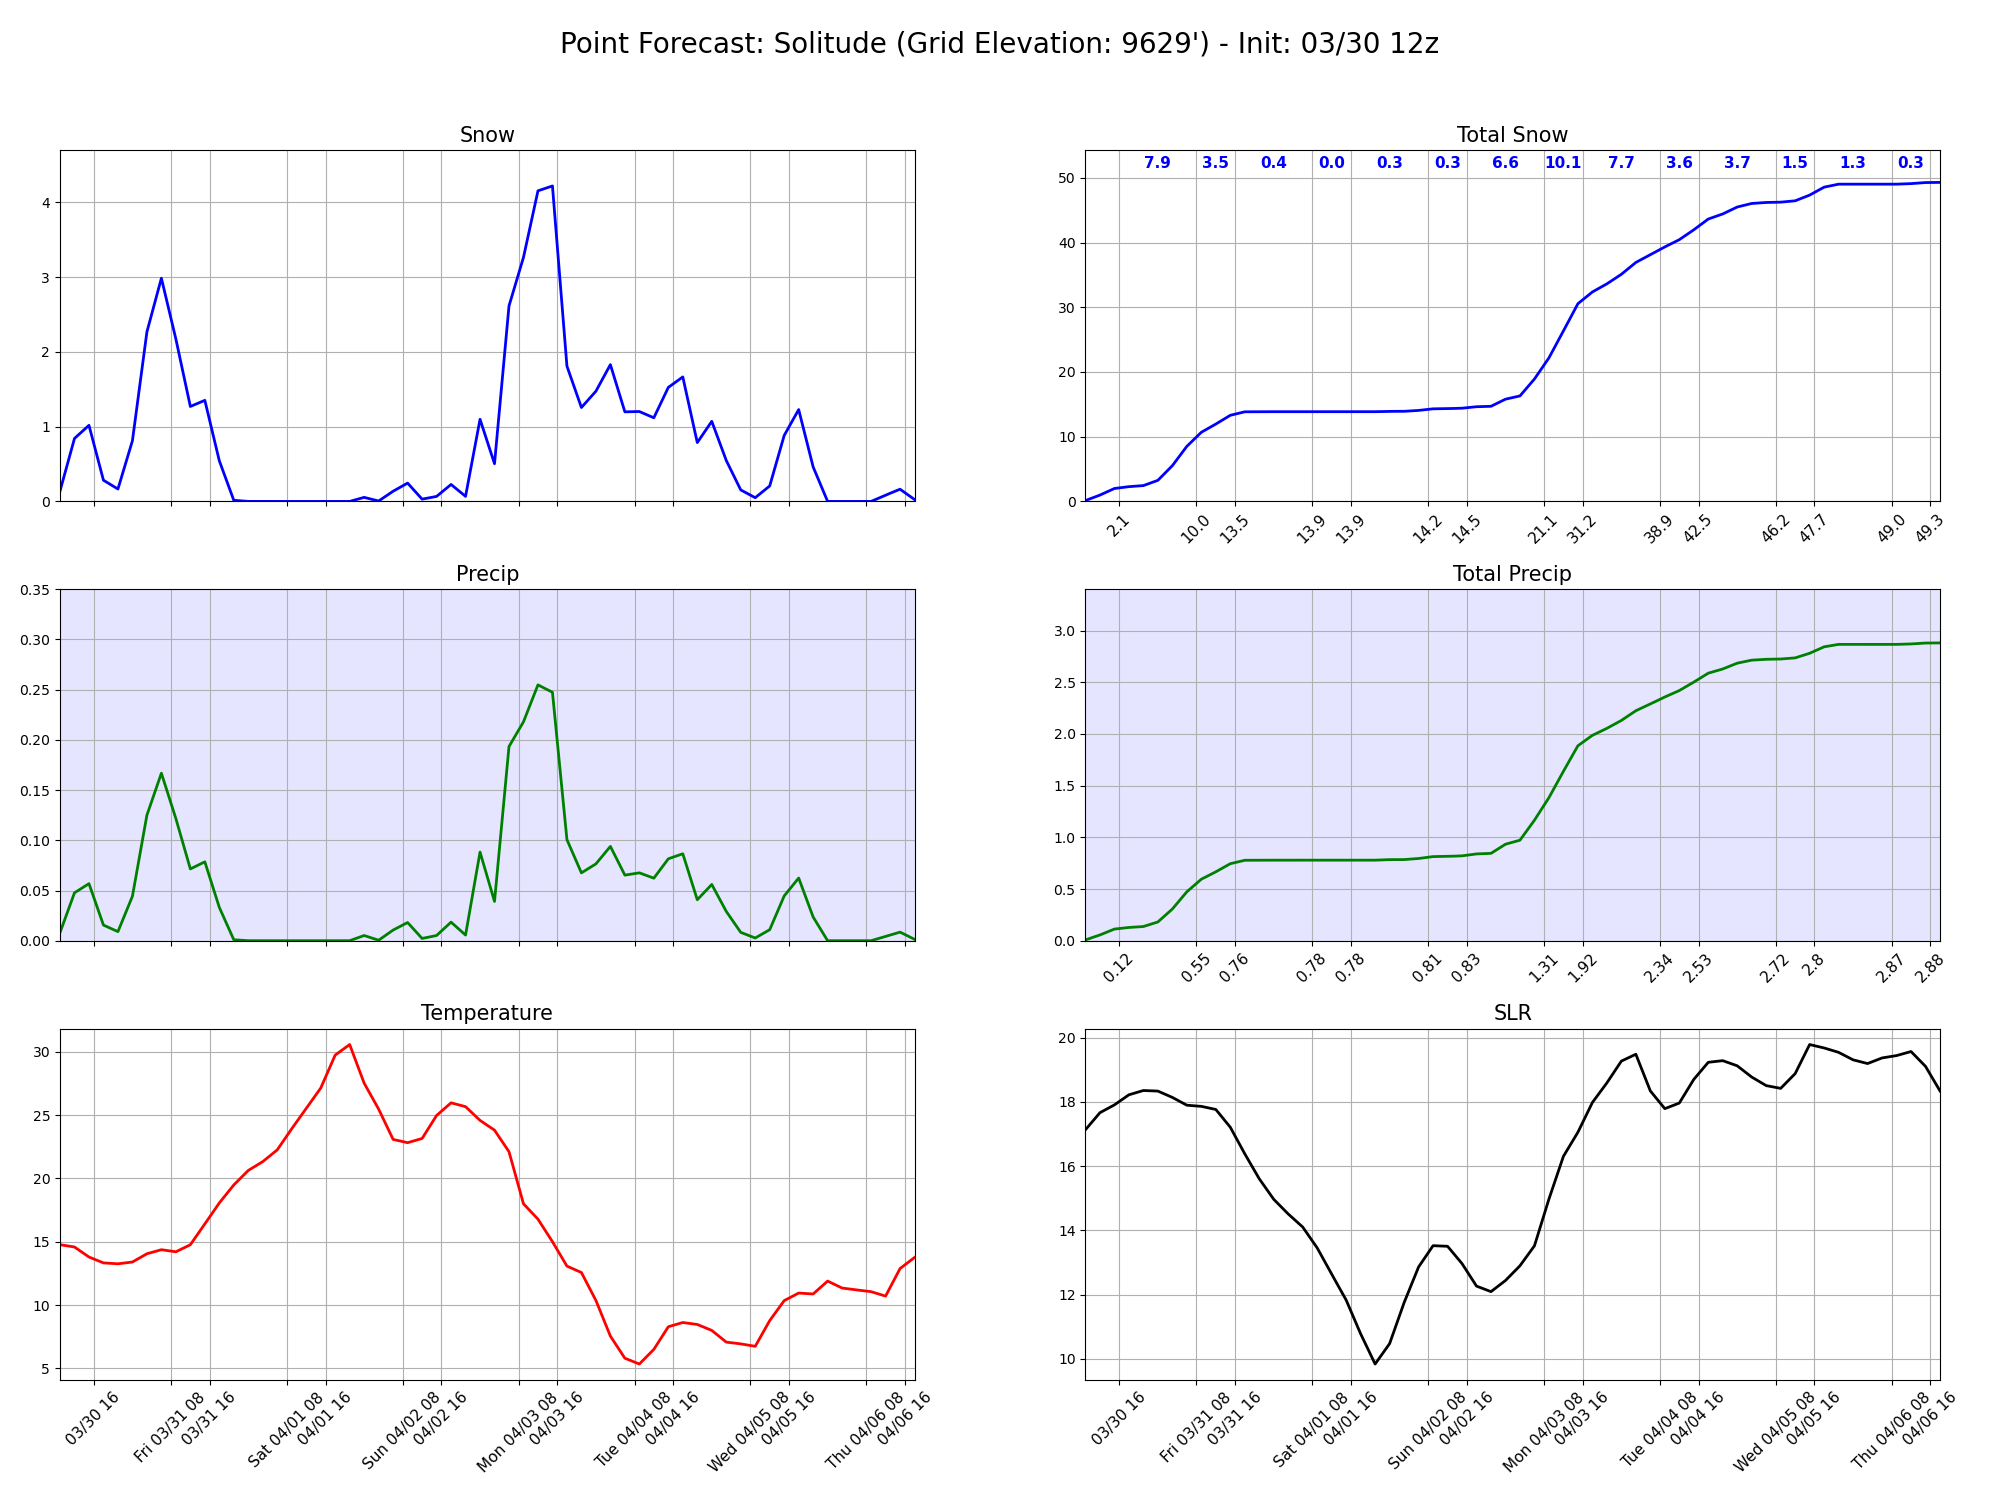 Point Forecast: Solitude (Grid Elevation: 9629') - Init: 03/30 12z
Snow
4
3
2
1
0
Total Snow
7.9 3.5 0.4 0.0 0.3 0.3 6.6 10.1 7.7 3.6 3.7 1.5 1.3 0.3
50
40
30
20
10
0
2.1 10.0 13.5 13.9 13.9 14.2 14.5 21.1 31.2 38.9 42.5 46.2 47.7 49.0 49.3
Precip
0.35
0.30
0.25
0.20
0.15
0.10
0.05
0.00
Total Precip
3.0
2.5
2.0
1.5
1.0
0.5
0.0
0.12 0.55 0.76 0.78 0.78 0.81 0.83 1.31 1.92 2.34 2.53 2.72 2.8 2.87 2.88
Temperature
30
25
20
15
10
5
03/30 16
Fri 03/31 08
03/31 16
Sat 04/01 08
04/01 16
Sun 04/02 08
04/02 16
Mon 04/03 08
04/03 16
Tue 04/04 08
04/04 16
Wed 04/05 08
04/05 16
Thu 04/06 08
04/06 16
SLR
20
18
16
14
12
10
03/30 16
Fri 03/31 08
03/31 16
Sat 04/01 08
04/01 16
Sun 04/02 08
04/02 16
Mon 04/03 08
04/03 16
Tue 04/04 08
04/04 16
Wed 04/05 08
04/05 16
Thu 04/06 08
04/06 16